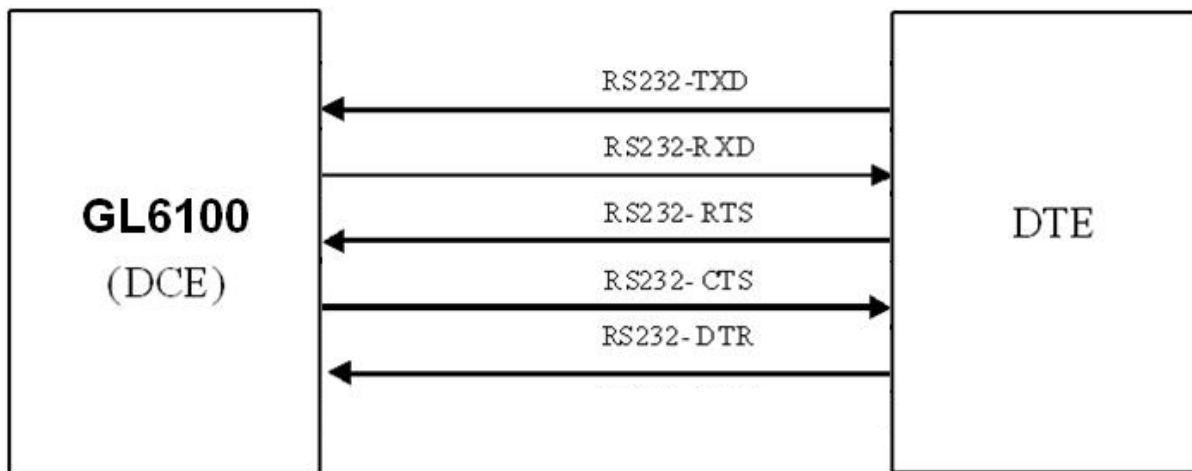 RS232-TXD
RS232-RXD
GL6100
(DCE)
RS232- RTS
DTE
RS232- CTS
RS232- DTR